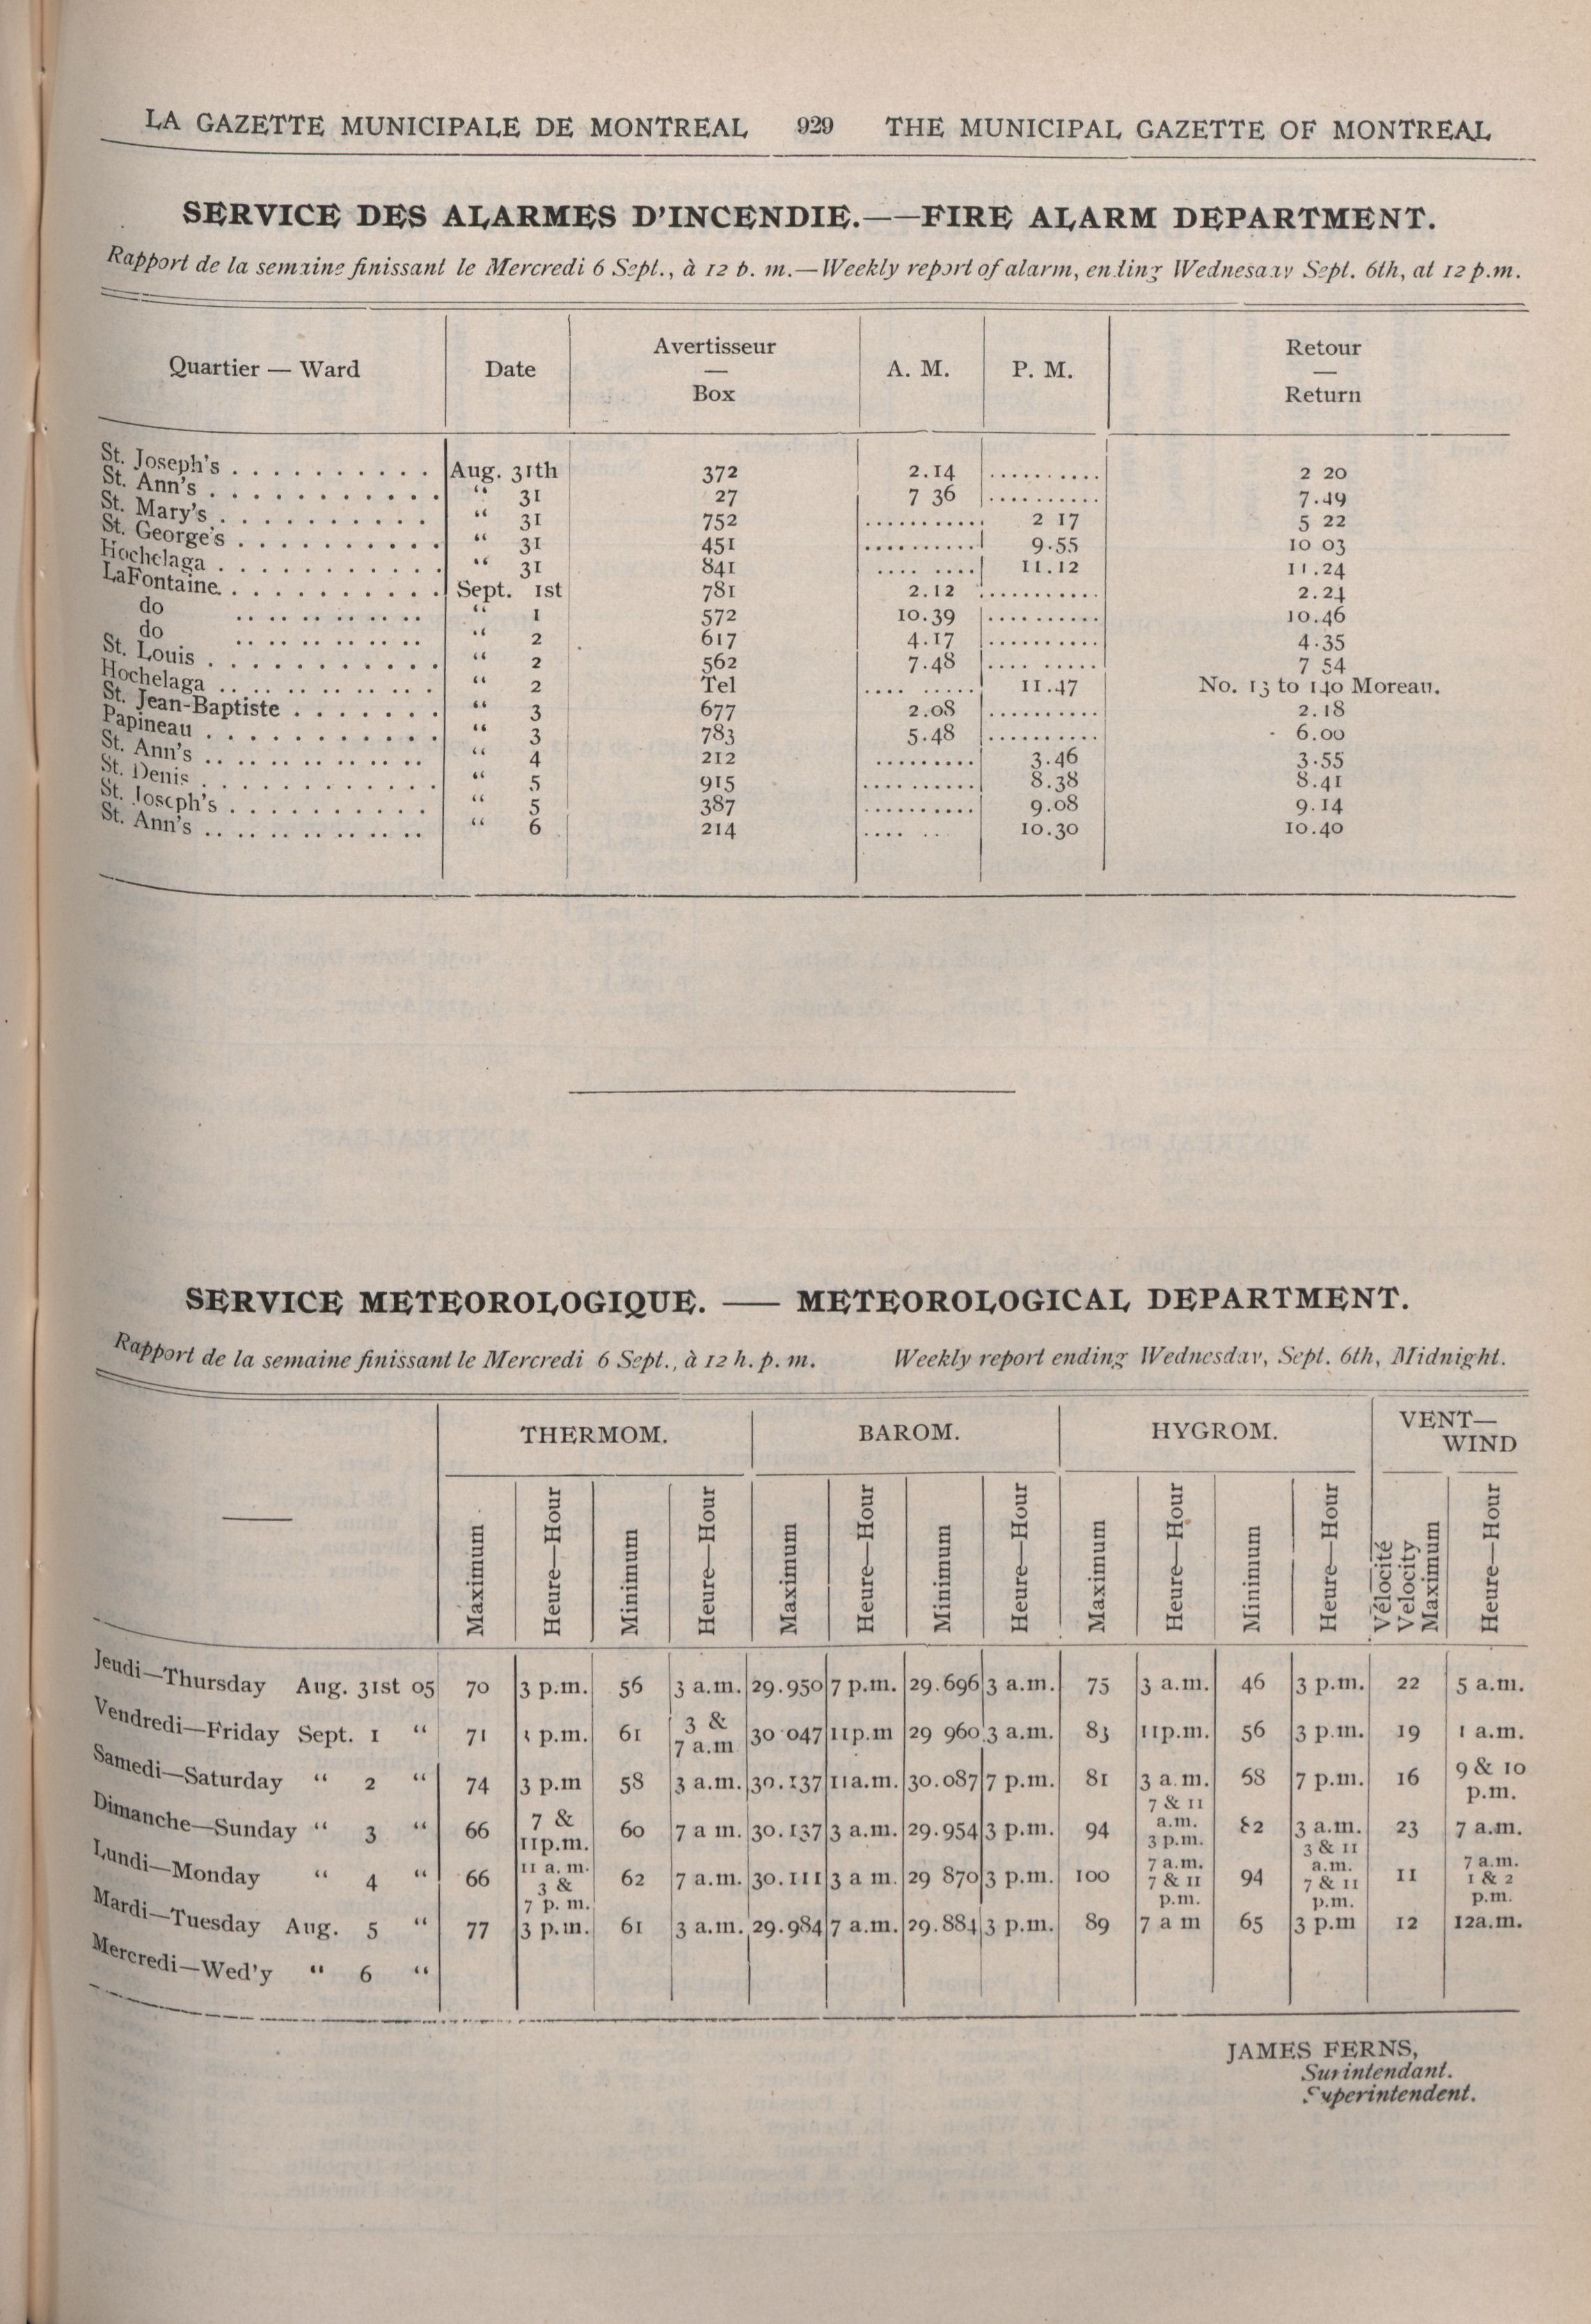 LA GAZETTE MUNICIPALE DE MONTREAL 929 THE MUNICIPAL GAZETTE OF MONTREAL
SERVICE DES ALARMES D'INCENDIE.——FIRE ALARM DEPARTMENT.
Rapport de la semaine finissant le Mercredi 6 Sept., à 12 p. m.—Weekly report of alarm, ending Wednesday Sept. 6th, at 12 p.m.
Quartier — Ward Date Avertisseur — Box A. M. P. M. Retour — Return
St. Joseph's .......... Aug. 31th 372 2.14 .......... 2 20
St. Ann's ........... “ 31 27 7 36 .......... 7.49
St. Mary's .......... “ 31 752 .......... 2 17 5 22
St. George's .......... “ 31 451 .......... 9.55 10 03
Hochelaga .......... “ 31 841 .... .... 11.12 11.24
LaFontaine........... Sept. 1st 781 2.12 .......... 2.24
do .. .. .. .. .. .. “ 1 572 10.39 .......... 10.46
do .. .. .. .. .. .. “ 2 617 4.17 .......... 4.35
St. Louis ........... “ 2 562 7.48 .... ..... 7 54
Hochelaga .. .. .. .. .. .. “ 2 Tel .... ..... 11.47 No. 13 to 140 Moreau.
St. Jean-Baptiste ....... “ 3 677 2.08 .......... 2.18
Papineau ........... “ 3 783 5.48 .......... 6.00
St. Ann's .. .. .. .. .. .. “ 4 212 ......... 3.46 3.55
St. Denis ........... “ 5 915 .......... 8.38 8.41
St. Joseph's .......... “ 5 387 .......... 9.08 9.14
St. Ann's .. .. .. .. .. .. “ 6 214 .... .. 10.30 10.40
SERVICE METEOROLOGIQUE. —— METEOROLOGICAL DEPARTMENT.
Rapport de la semaine finissant le Mercredi 6 Sept., à 12 h. p. m. Weekly report ending Wednesday, Sept. 6th, Midnight.
THERMOM. BAROM. HYGROM. VENT—WIND
Maximum Heure—Hour Minimum Heure—Hour Maximum Heure—Hour Minimum Heure—Hour Maximum Heure—Hour Minimum Heure—Hour Vélocité Velocity Maximum Heure—Hour
Jeudi—Thursday Aug. 31st 05 70 3 p.m. 56 3 a.m. 29.950 7 p.m. 29.696 3 a.m. 75 3 a.m. 46 3 p.m. 22 5 a.m.
Vendredi—Friday Sept. 1 “ 71 p.m. 61 3 & 7 a.m 30 047 11p.m 29 960 3 a.m. 83 11p.m. 56 3 p.m. 19 1 a.m.
Samedi—Saturday “ 2 “ 74 3 p.m 58 3 a.m. 30.137 11a.m. 30.087 7 p.m. 81 3 a.m. 58 7 p.m. 16 9 & 10 p.m.
Dimanche—Sunday “ 3 “ 66 7 & 11p.m. 60 7 a m. 30.137 3 a.m. 29.954 3 p.m. 94 7 & 11 a.m. 3 p.m. 82 3 a.m. 23 7 a.m.
Lundi—Monday “ 4 “ 66 11 a. m. 3 & 7 p. m. 62 7 a.m. 30.111 3 a m. 29 870 3 p.m. 100 7 a.m. 7 & 11 p.m. 94 3 & 11 a.m. 7 & 11 p.m. 11 7 a.m. 1 & 2 p.m.
Mardi—Tuesday Aug. 5 “ 77 3 p.m. 61 3 a.m. 29.984 7 a.m. 29.884 3 p.m. 89 7 a m 65 3 p.m 12 12a.m.
Mercredi—Wed'y “ 6 “
JAMES FERNS,
Surintendant.
Superintendent.